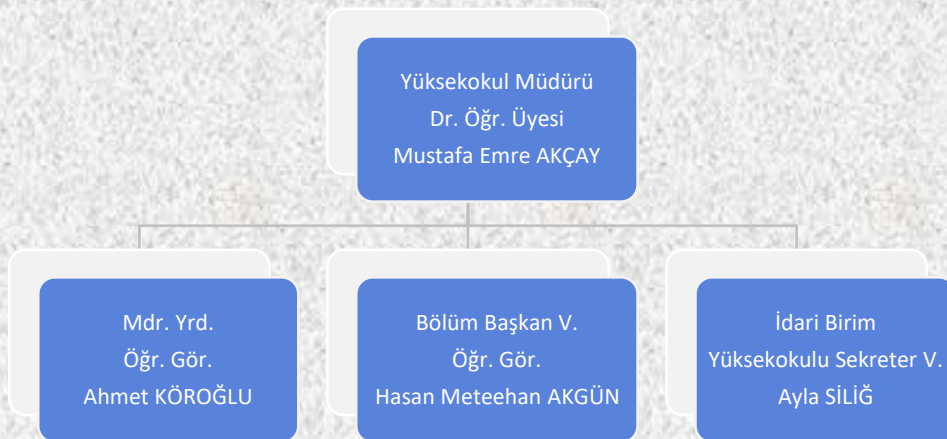 Yüksekokul Müdürü
Dr. Öğr. Üyesi
Mustafa Emre AKÇAY
Mdr. Yrd.
Öğr. Gör.
Ahmet KÖROĞLU
Bölüm Başkan V.
Öğr. Gör.
Hasan Meteehan AKGÜN
İdari Birim
Yüksekokulu Sekreter V.
Ayla SİLİĞ